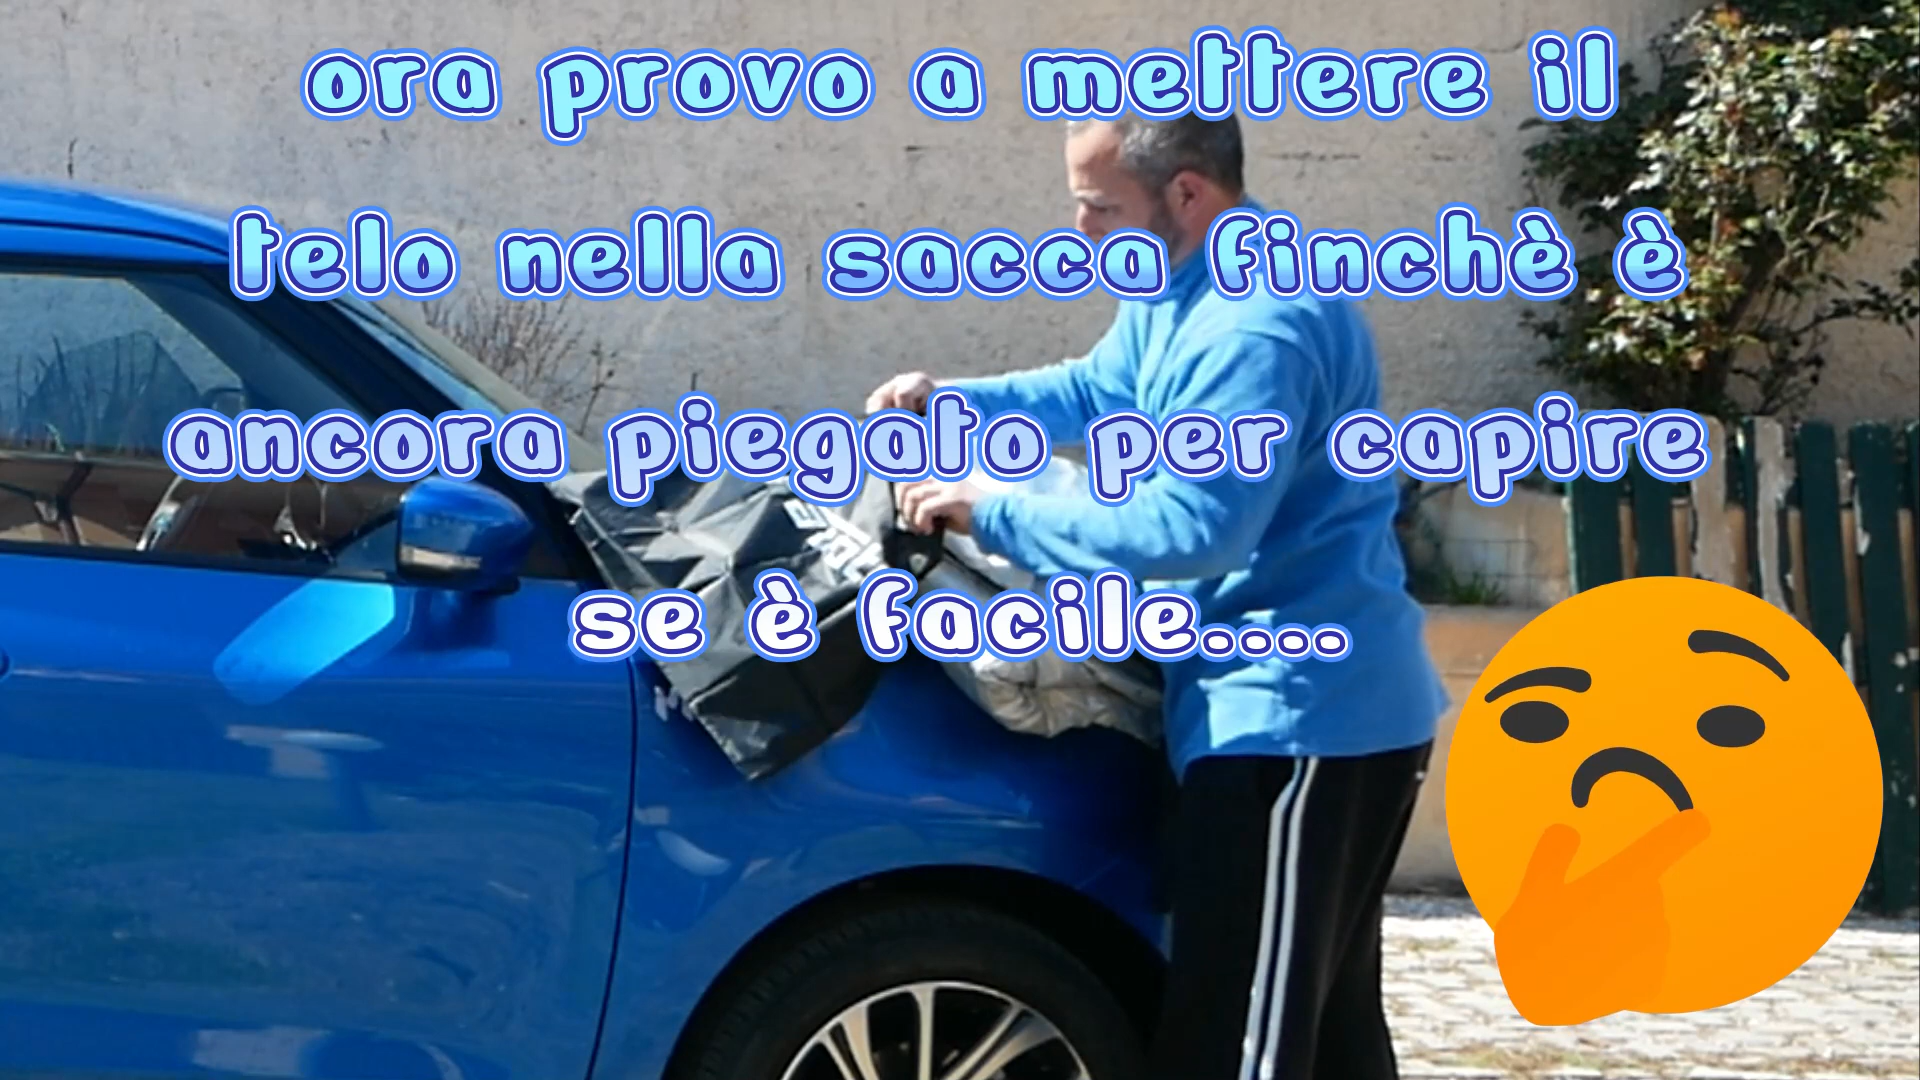 ora provo a mettere il
telo nella sacca finchè è
ancora piegato per capire
se è facile....